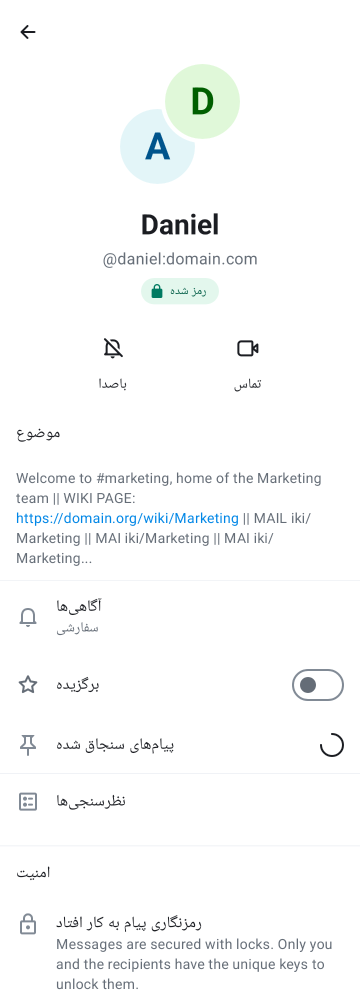 D
A
Daniel
@daniel:domain.com
رمز شده
باصدا
تماس
موضوع
Welcome to #marketing, home of the Marketing
team || WIKI PAGE:
https://domain.org/wiki/Marketing || MAIL iki/
Marketing || MAI iki/Marketing || MAI iki/
Marketing...
آگاهی‌ها
سفارشی
برگزیده
پیام‌های سنجاق شده
نظرسنجی‌ها
امنیت
رمزنگاری پیام به کار افتاد
Messages are secured with locks. Only you
and the recipients have the unique keys to
unlock them.